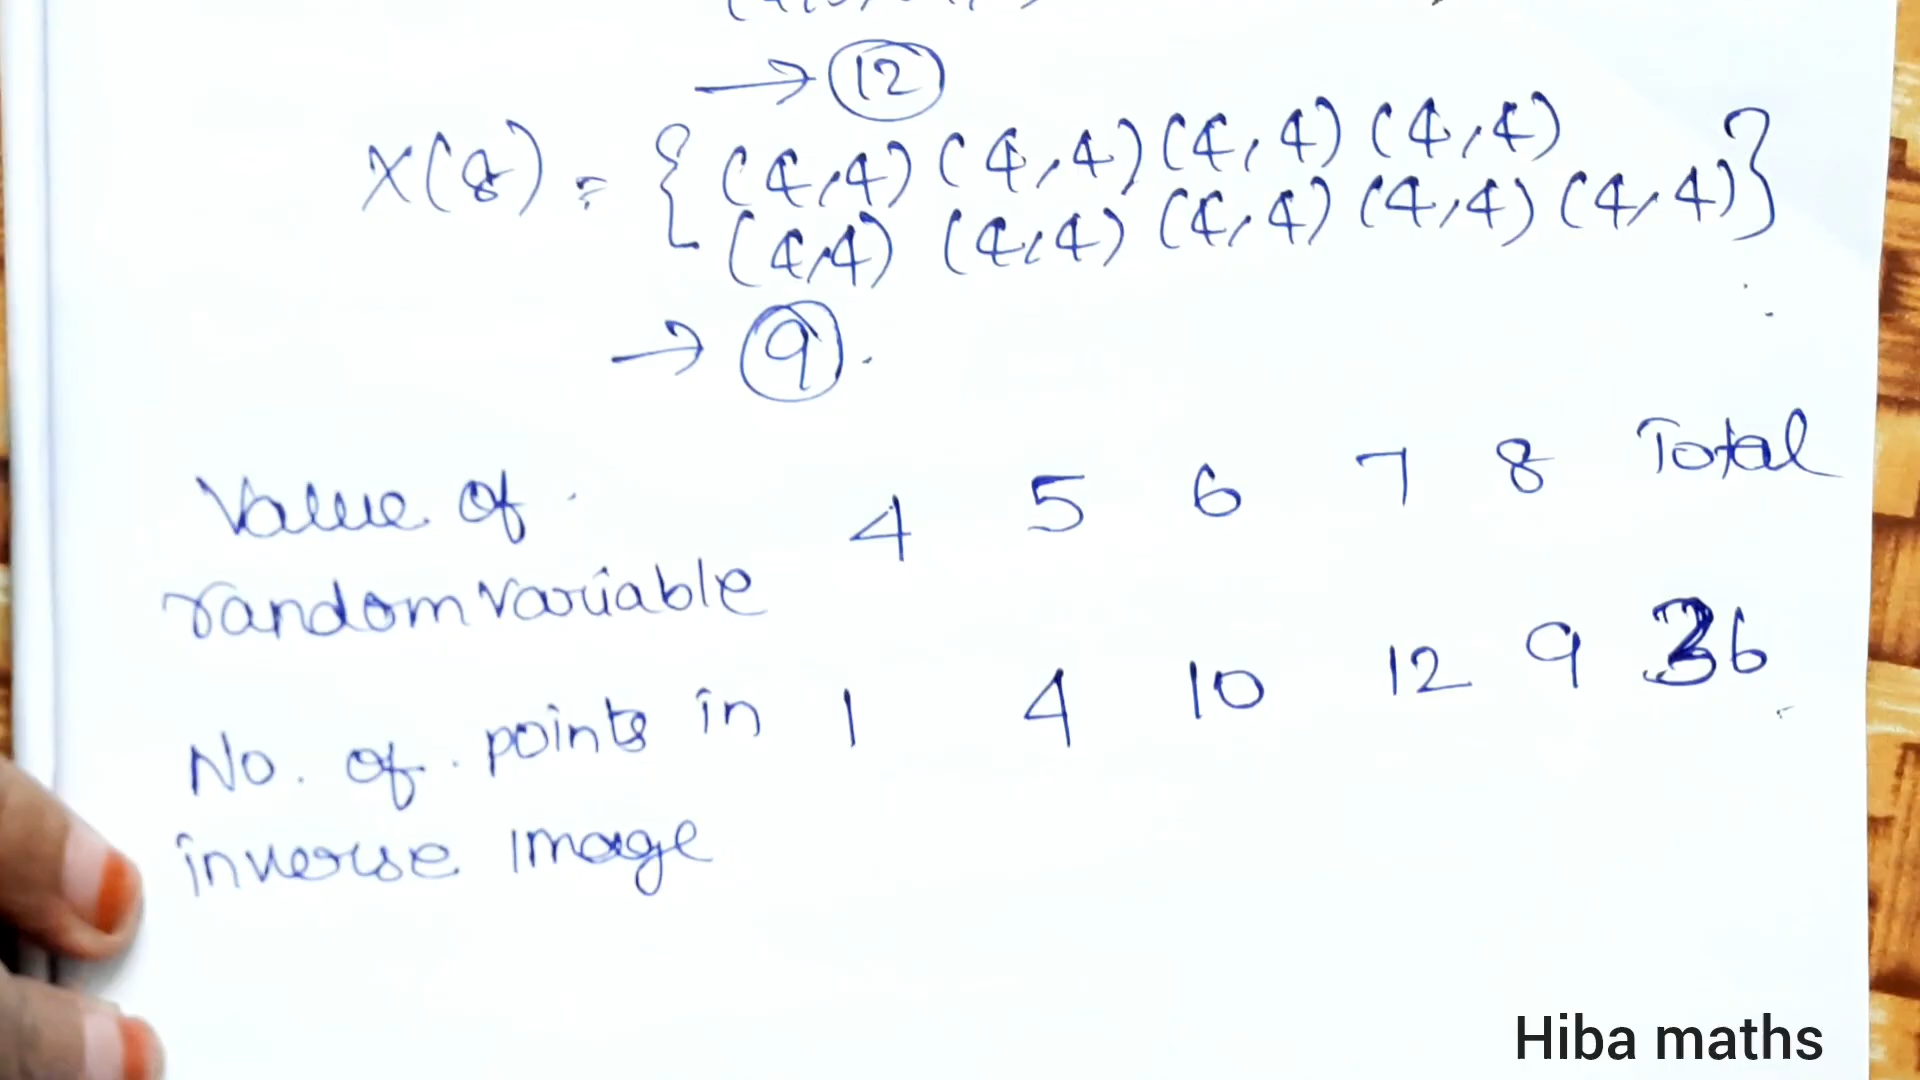 → 12
X(8) = { (4,4) (4,4) (4,4) (4,4)
(4,4) (4,4) (4,4) (4,4) (4,4) }
→ 9.
Value of 4 5 6 7 8 Total
random variable
No. of points in 1 4 10 12 9 36
inverse image
Hiba maths